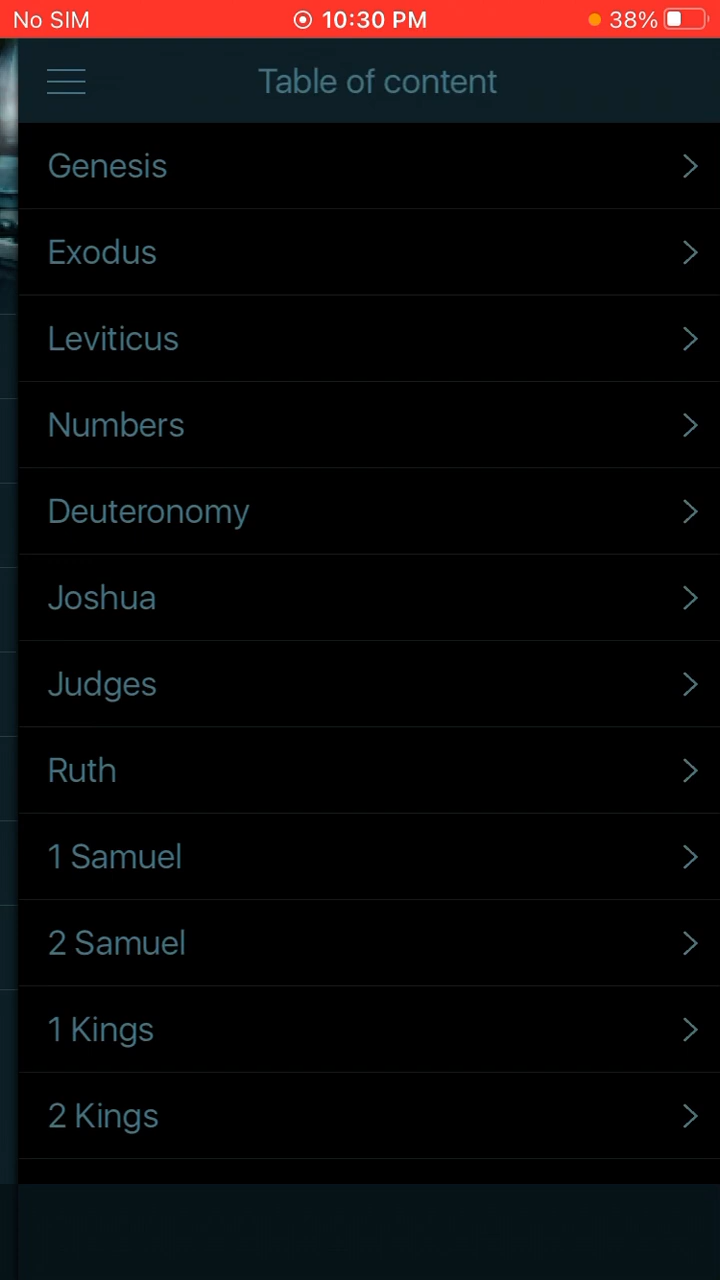 No SIM 10:30 PM 38%
Table of content
Genesis
Exodus
Leviticus
Numbers
Deuteronomy
Joshua
Judges
Ruth
1 Samuel
2 Samuel
1 Kings
2 Kings